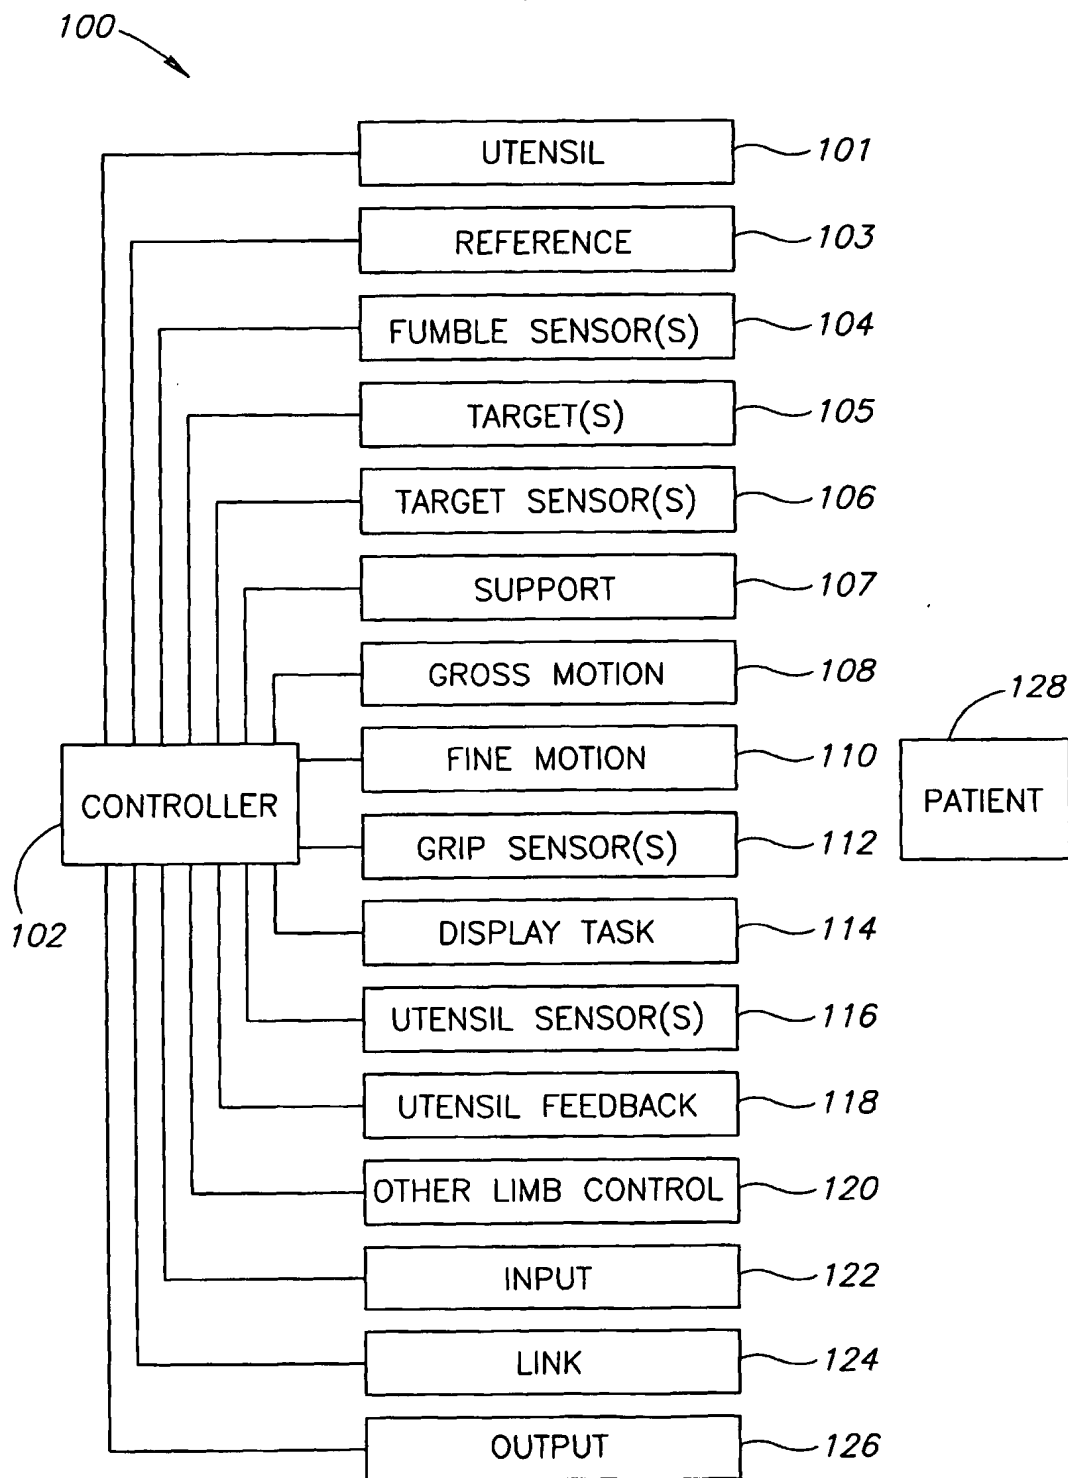 100
UTENSIL 101
REFERENCE 103
FUMBLE SENSOR(S) 104
TARGET(S) 105
TARGET SENSOR(S) 106
SUPPORT 107
GROSS MOTION 108
128
FINE MOTION 110
CONTROLLER
PATIENT
GRIP SENSOR(S) 112
102
DISPLAY TASK 114
UTENSIL SENSOR(S) 116
UTENSIL FEEDBACK 118
OTHER LIMB CONTROL 120
INPUT 122
LINK 124
OUTPUT 126